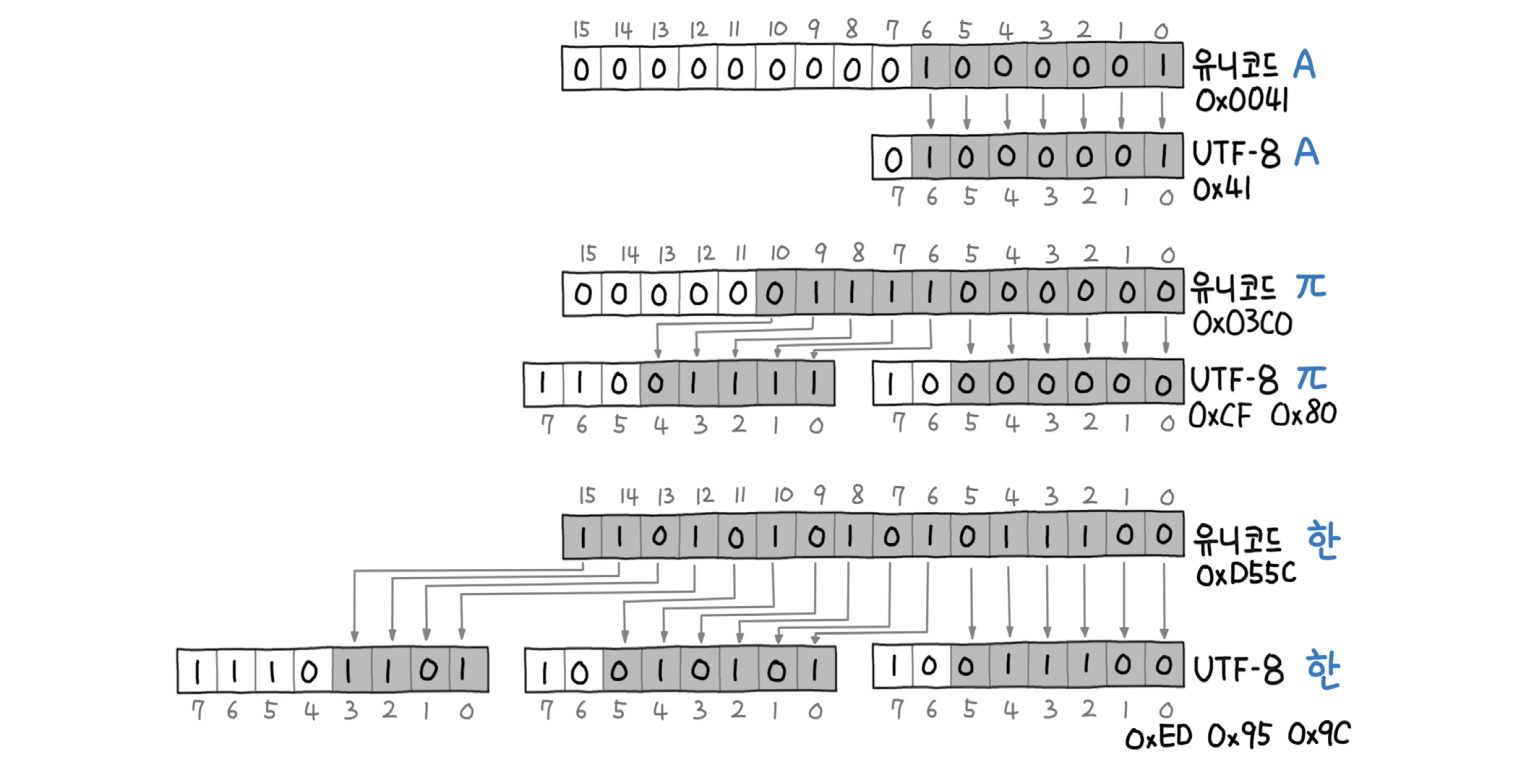 15 14 13 12 11 10 9 8 7 6 5 4 3 2 1 0
0 0 0 0 0 0 0 0 0 1 0 0 0 0 0 1 유니코드 A
0x0041
0 1 0 0 0 0 0 1 UTF-8 A
0x41
7 6 5 4 3 2 1 0
15 14 13 12 11 10 9 8 7 6 5 4 3 2 1 0
0 0 0 0 0 0 1 1 1 1 0 0 0 0 0 0 유니코드 π
0x03C0
1 1 0 0 1 1 1 1 1 0 0 0 0 0 0 0 UTF-8 π
0xCF 0x80
7 6 5 4 3 2 1 0 7 6 5 4 3 2 1 0
15 14 13 12 11 10 9 8 7 6 5 4 3 2 1 0
1 1 0 1 0 1 0 1 0 1 0 1 1 1 0 0 유니코드 한
0xD55C
1 1 1 0 1 1 0 1 1 0 0 1 0 1 0 1 1 0 0 1 1 1 0 0 UTF-8 한
7 6 5 4 3 2 1 0 7 6 5 4 3 2 1 0 7 6 5 4 3 2 1 0
0xED 0x95 0x9C